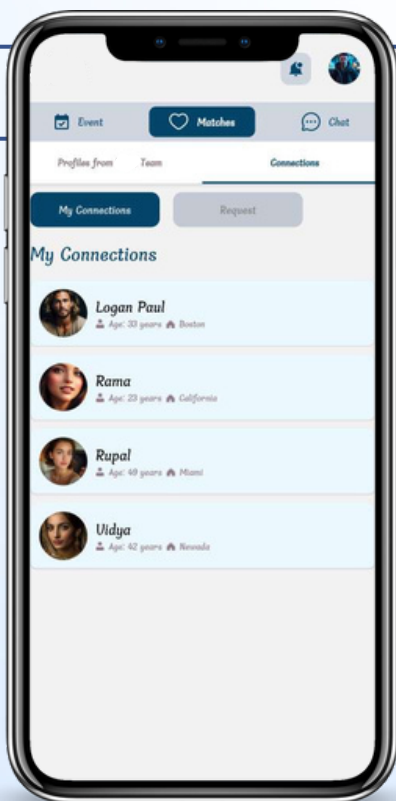 Event Matches Chat
Profiles from Team Connections
My Connections Request
My Connections
Logan Paul
Age: 33 years Boston
Rama
Age: 23 years California
Rupal
Age: 49 years Miami
Vidya
Age: 42 years Nevada